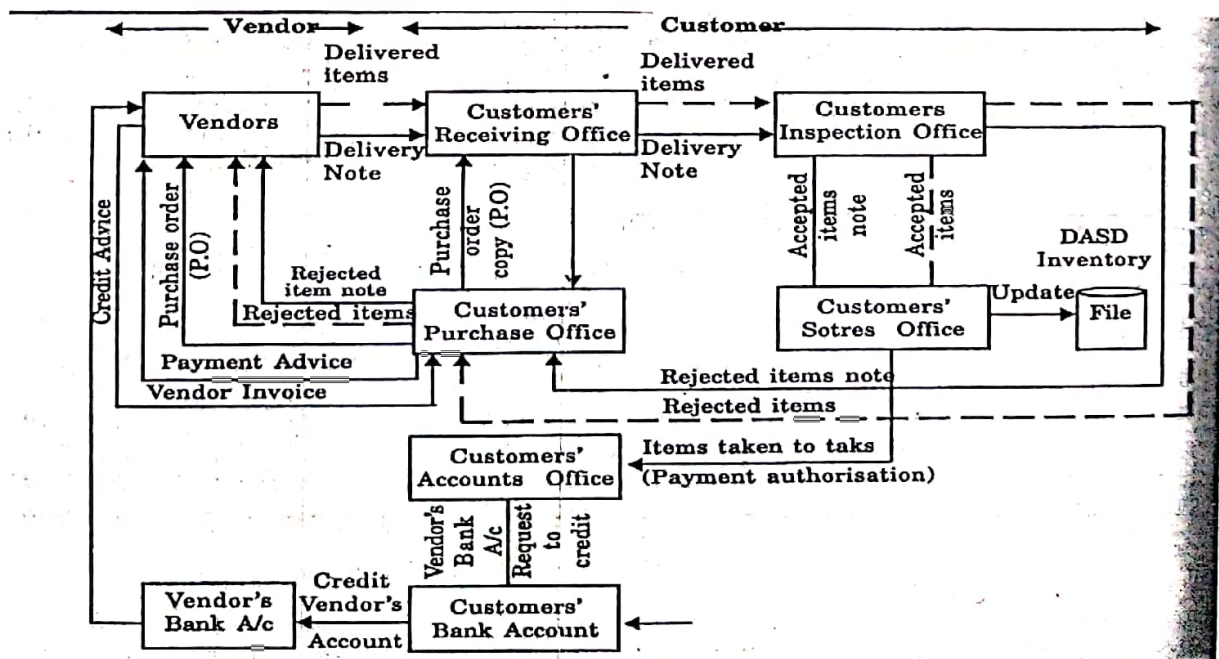 Vendor
Customer
Delivered
items
Delivered
items
Vendors
Customers'
Receiving Office
Customers
Inspection Office
Delivery
Note
Delivery
Note
Credit Advice
Purchase order
(P.O)
Purchase
order
copy (P.O)
Accepted
items
note
Accepted
items
DASD
Inventory
Rejected
item note
Rejected items
Customers'
Purchase Office
Customers'
Sotres Office
Update
File
Payment Advice
Vendor Invoice
Rejected items note
Rejected items
Customers'
Accounts Office
Items taken to taks
(Payment authorisation)
Vendor's
Bank
A/c
Request
to
credit
Vendor's
Bank A/c
Credit
Vendor's
Account
Customers'
Bank Account